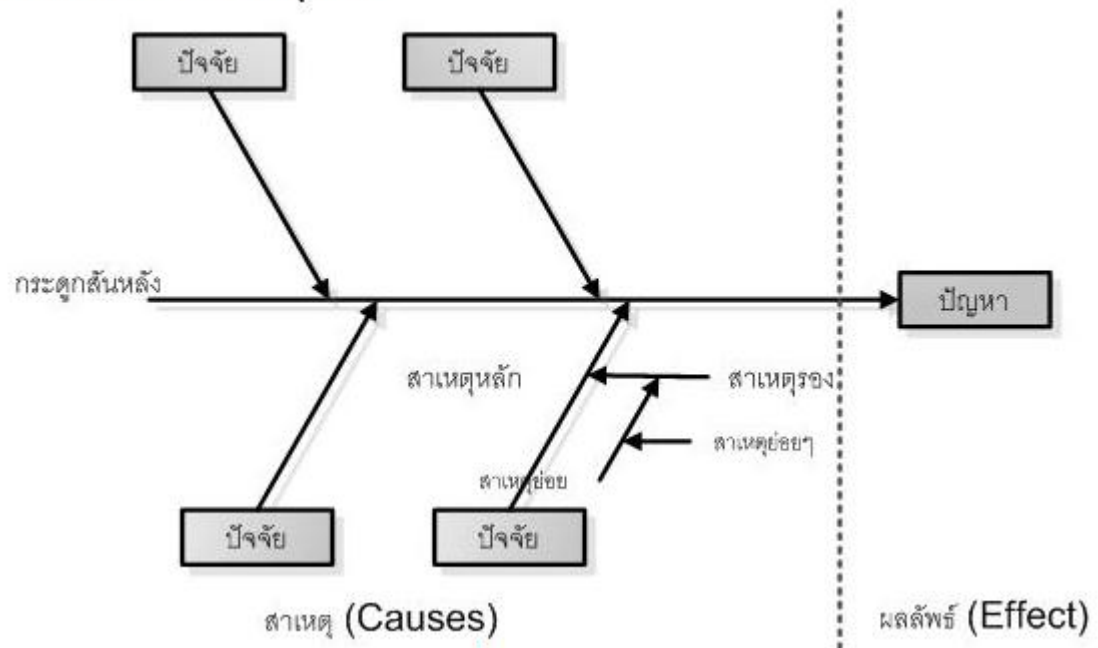 ปัจจัย
ปัจจัย
กระดูกสันหลัง
ปัญหา
สาเหตุหลัก
สาเหตุรอง
สาเหตุย่อยๆ
สาเหตุย่อย
ปัจจัย
ปัจจัย
สาเหตุ (Causes)
ผลลัพธ์ (Effect)